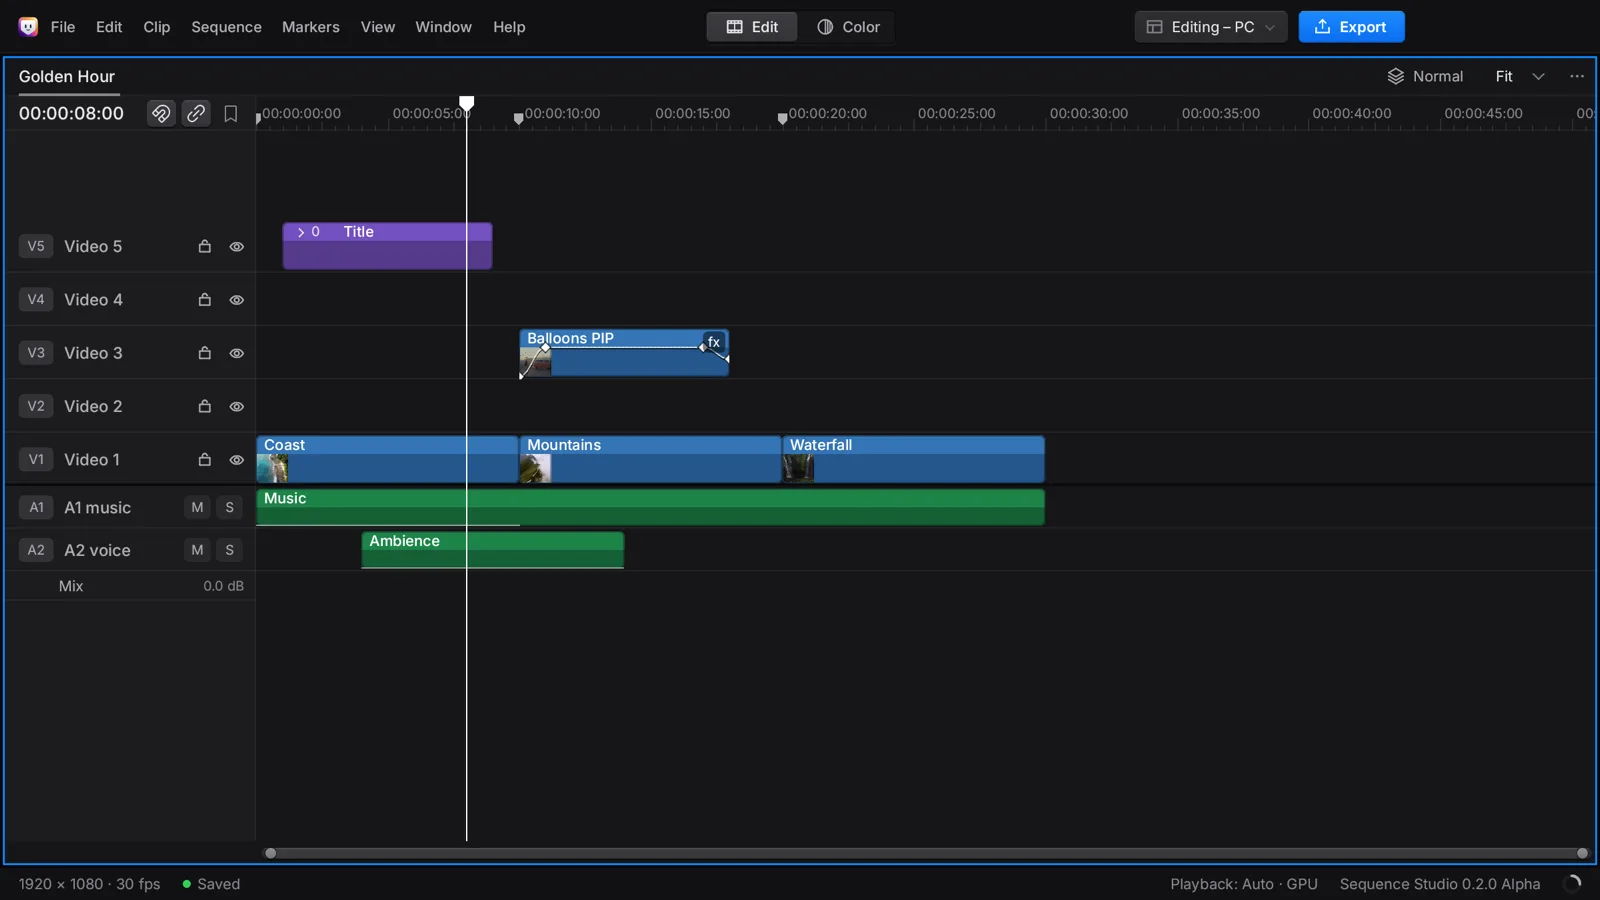 File Edit Clip Sequence Markers View Window Help Edit Color Editing – PC Export
Golden Hour Normal Fit
00:00:08:00 00:00:00:00 00:00:05:00 00:00:10:00 00:00:15:00 00:00:20:00 00:00:25:00 00:00:30:00 00:00:35:00 00:00:40:00 00:00:45:00 00:
0 Title
V5 Video 5
V4 Video 4
Balloons PIP fx
V3 Video 3
V2 Video 2
Coast Mountains Waterfall
V1 Video 1
Music
A1 A1 music M S
Ambience
A2 A2 voice M S
Mix 0.0 dB
1920 × 1080 · 30 fps Saved Playback: Auto · GPU Sequence Studio 0.2.0 Alpha